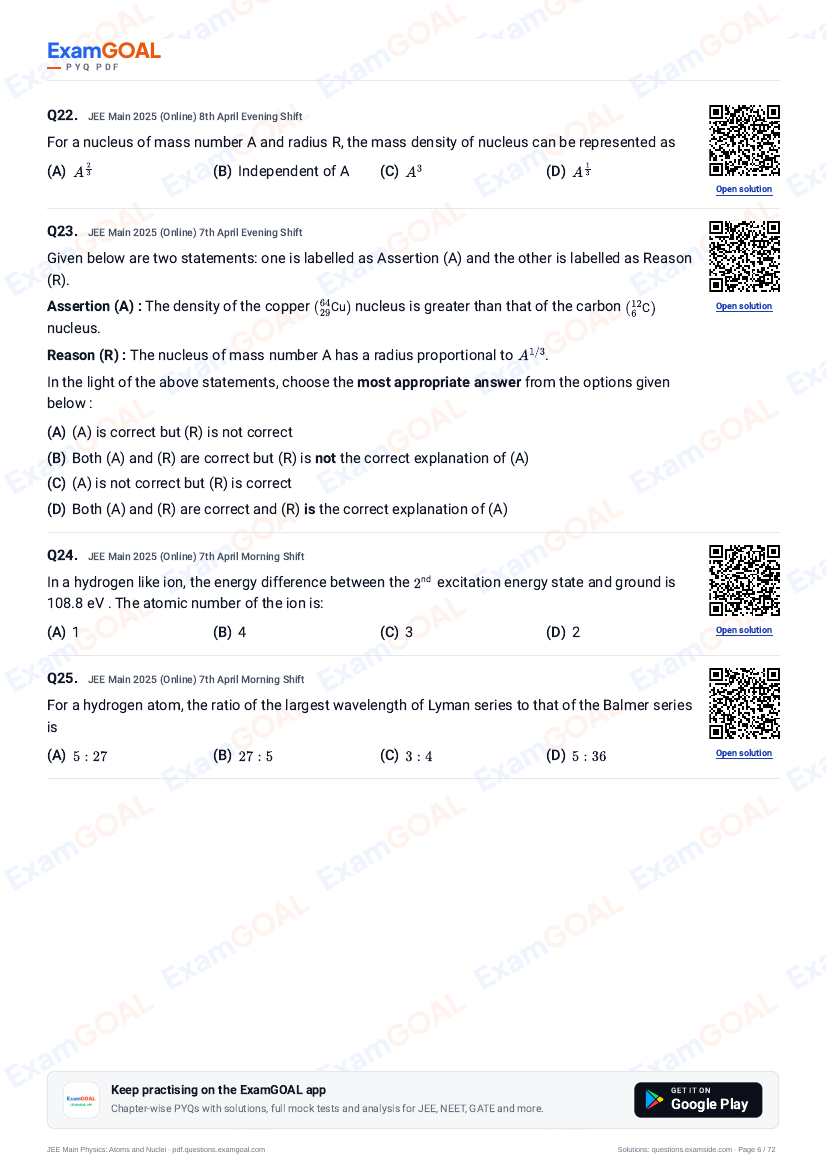 ExamGOAL
PYQ PDF
Q22. JEE Main 2025 (Online) 8th April Evening Shift
For a nucleus of mass number A and radius R, the mass density of nucleus can be represented as
(A) $A^{\frac{2}{3}}$ (B) Independent of A (C) $A^3$ (D) $A^{\frac{1}{3}}$
Open solution
Q23. JEE Main 2025 (Online) 7th April Evening Shift
Given below are two statements: one is labelled as Assertion (A) and the other is labelled as Reason
(R).
Open solution
Assertion (A) : The density of the copper $({}^{64}_{29}\mathrm{Cu})$ nucleus is greater than that of the carbon $({}^{12}_{6}\mathrm{C})$
nucleus.
Reason (R) : The nucleus of mass number A has a radius proportional to $A^{1/3}$.
In the light of the above statements, choose the most appropriate answer from the options given
below :
(A) (A) is correct but (R) is not correct
(B) Both (A) and (R) are correct but (R) is not the correct explanation of (A)
(C) (A) is not correct but (R) is correct
(D) Both (A) and (R) are correct and (R) is the correct explanation of (A)
Q24. JEE Main 2025 (Online) 7th April Morning Shift
In a hydrogen like ion, the energy difference between the $2^{\mathrm{nd}}$ excitation energy state and ground is
108.8 eV . The atomic number of the ion is:
(A) 1 (B) 4 (C) 3 (D) 2
Open solution
Q25. JEE Main 2025 (Online) 7th April Morning Shift
For a hydrogen atom, the ratio of the largest wavelength of Lyman series to that of the Balmer series
is
(A) 5 : 27 (B) 27 : 5 (C) 3 : 4 (D) 5 : 36
Open solution
ExamGOAL
Keep practising on the ExamGOAL app
Chapter-wise PYQs with solutions, full mock tests and analysis for JEE, NEET, GATE and more.
GET IT ON
Google Play
JEE Main Physics: Atoms and Nuclei · pdf.questions.examgoal.com
Solutions: questions.examside.com · Page 6 / 72